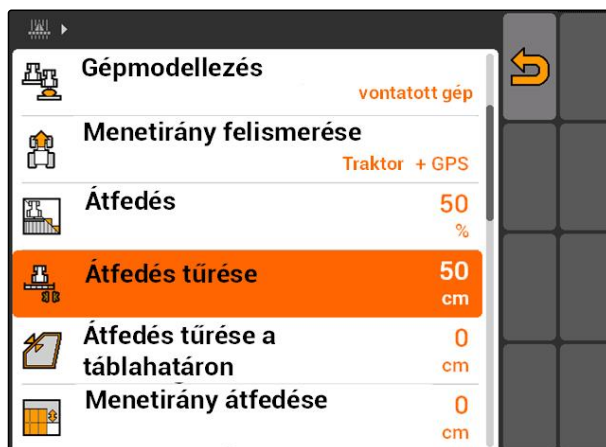 Gépmodellezés
vontatott gép
Menetirány felismerése
Traktor + GPS
Átfedés
50
%
Átfedés tűrése
50
cm
Átfedés tűrése a
táblahatáron
0
cm
Menetirány átfedése
0
cm